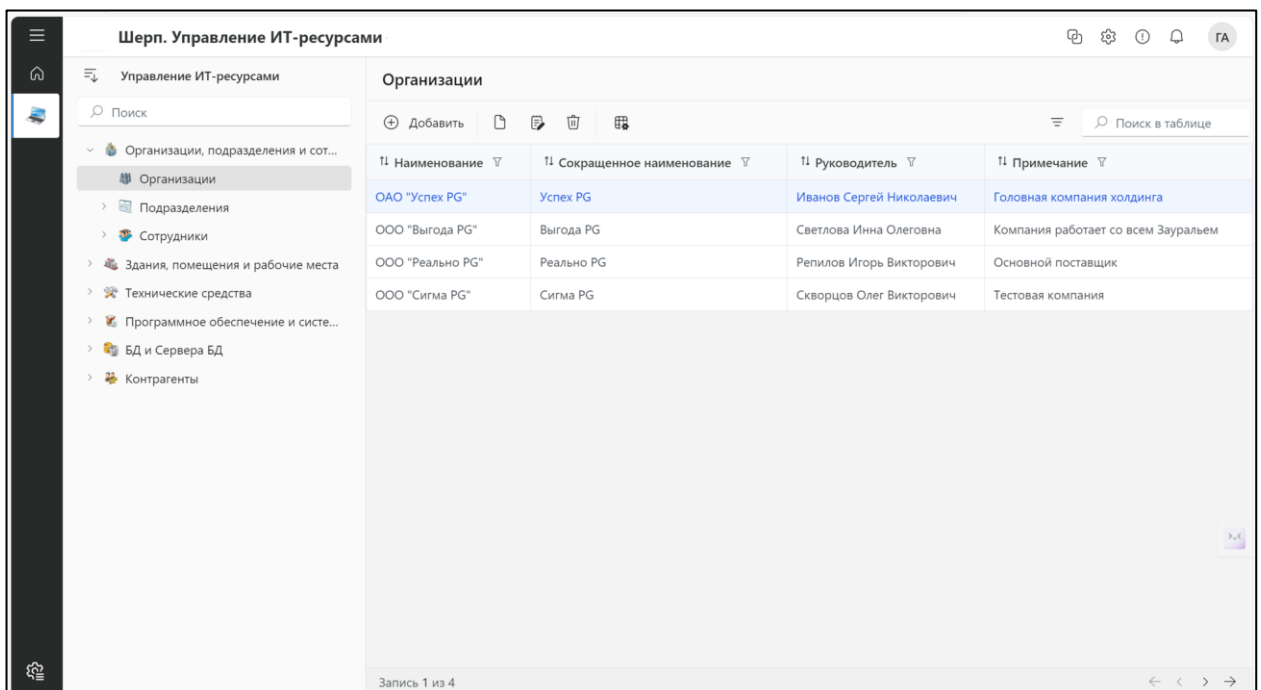 Шерп. Управление ИТ-ресурсами
ГА
Управление ИТ-ресурсами
Поиск
Организации, подразделения и сот...
Организации
Подразделения
Сотрудники
Здания, помещения и рабочие места
Технические средства
Программное обеспечение и систе...
БД и Сервера БД
Контрагенты
Организации
Добавить
Поиск в таблице
Наименование Сокращенное наименование Руководитель Примечание
ОАО "Успех PG" Успех PG Иванов Сергей Николаевич Головная компания холдинга
ООО "Выгода PG" Выгода PG Светлова Инна Олеговна Компания работает со всем Зауральем
ООО "Реально PG" Реально PG Репилов Игорь Викторович Основной поставщик
ООО "Сигма PG" Сигма PG Скворцов Олег Викторович Тестовая компания
Запись 1 из 4